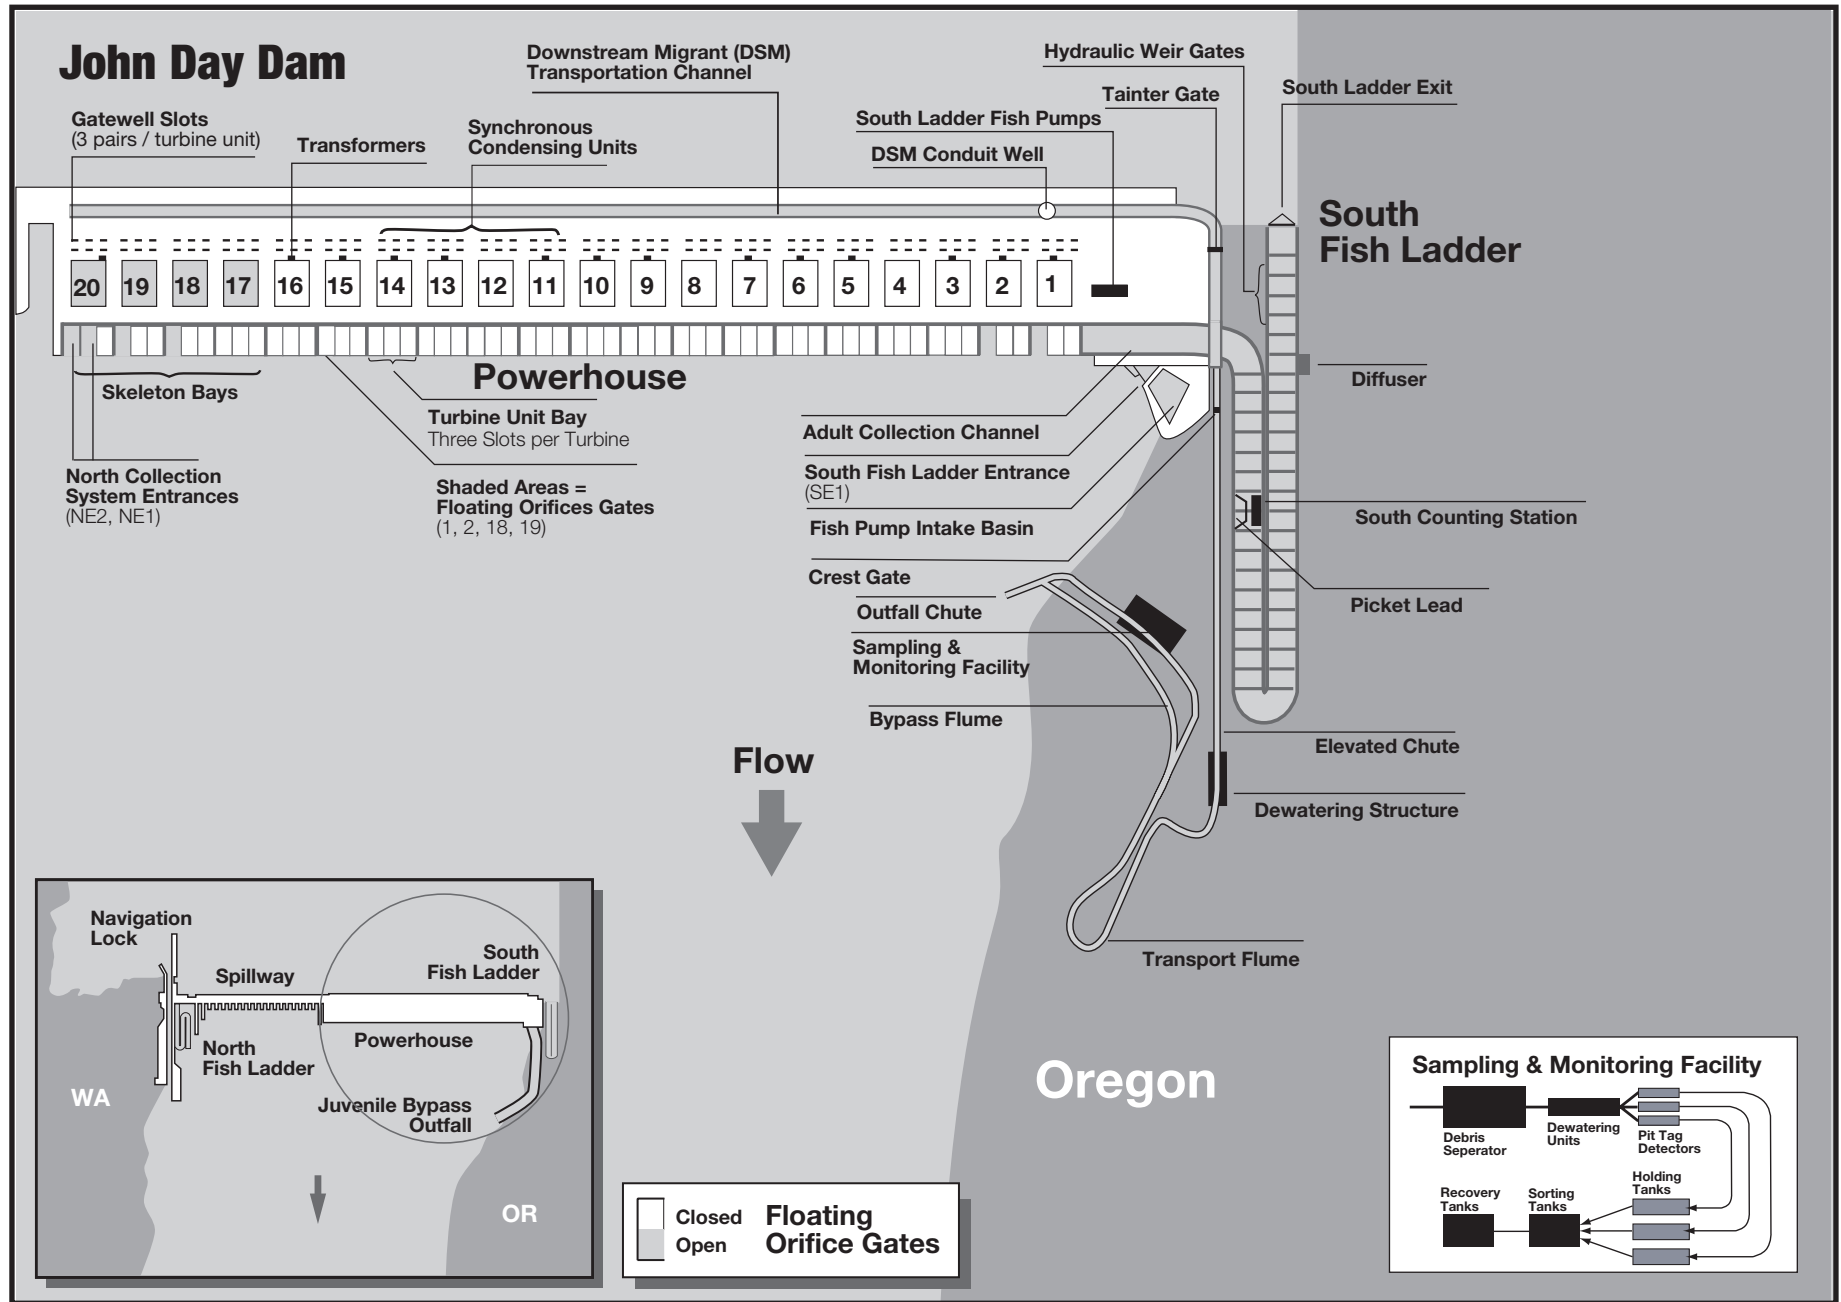 John Day Dam
Downstream Migrant (DSM)
Transportation Channel
Hydraulic Weir Gates
Tainter Gate
South Ladder Exit
Gatewell Slots
(3 pairs / turbine unit)
Transformers
Synchronous
Condensing Units
South Ladder Fish Pumps
DSM Conduit Well
South
Fish Ladder
20 19 18 17 16 15 14 13 12 11 10 9 8 7 6 5 4 3 2 1
Skeleton Bays
Powerhouse
Turbine Unit Bay
Three Slots per Turbine
North Collection
System Entrances
(NE2, NE1)
Shaded Areas =
Floating Orifices Gates
(1, 2, 18, 19)
Adult Collection Channel
South Fish Ladder Entrance
(SE1)
Fish Pump Intake Basin
Crest Gate
Outfall Chute
Sampling &
Monitoring Facility
Bypass Flume
Diffuser
South Counting Station
Picket Lead
Elevated Chute
Dewatering Structure
Transport Flume
Flow
Oregon
Navigation
Lock
Spillway
South
Fish Ladder
Powerhouse
North
Fish Ladder
WA
Juvenile Bypass
Outfall
OR
Closed
Open
Floating
Orifice Gates
Sampling & Monitoring Facility
Debris
Seperator
Dewatering
Units
Pit Tag
Detectors
Holding
Tanks
Recovery
Tanks
Sorting
Tanks